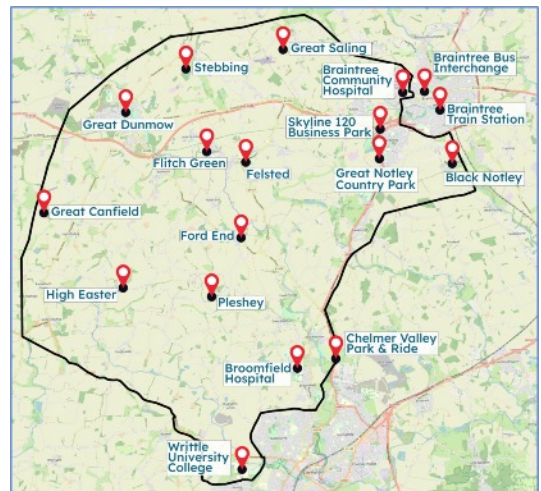 Great Saling
Stebbing
Braintree
Community
Hospital
Braintree Bus
Interchange
Great Dunmow
Skyline 120
Business Park
Braintree
Train Station
Flitch Green
Felsted
Great Notley
Country Park
Black Notley
Great Canfield
Ford End
High Easter
Pleshey
Chelmer Valley
Park & Ride
Broomfield
Hospital
Writtle
University
College